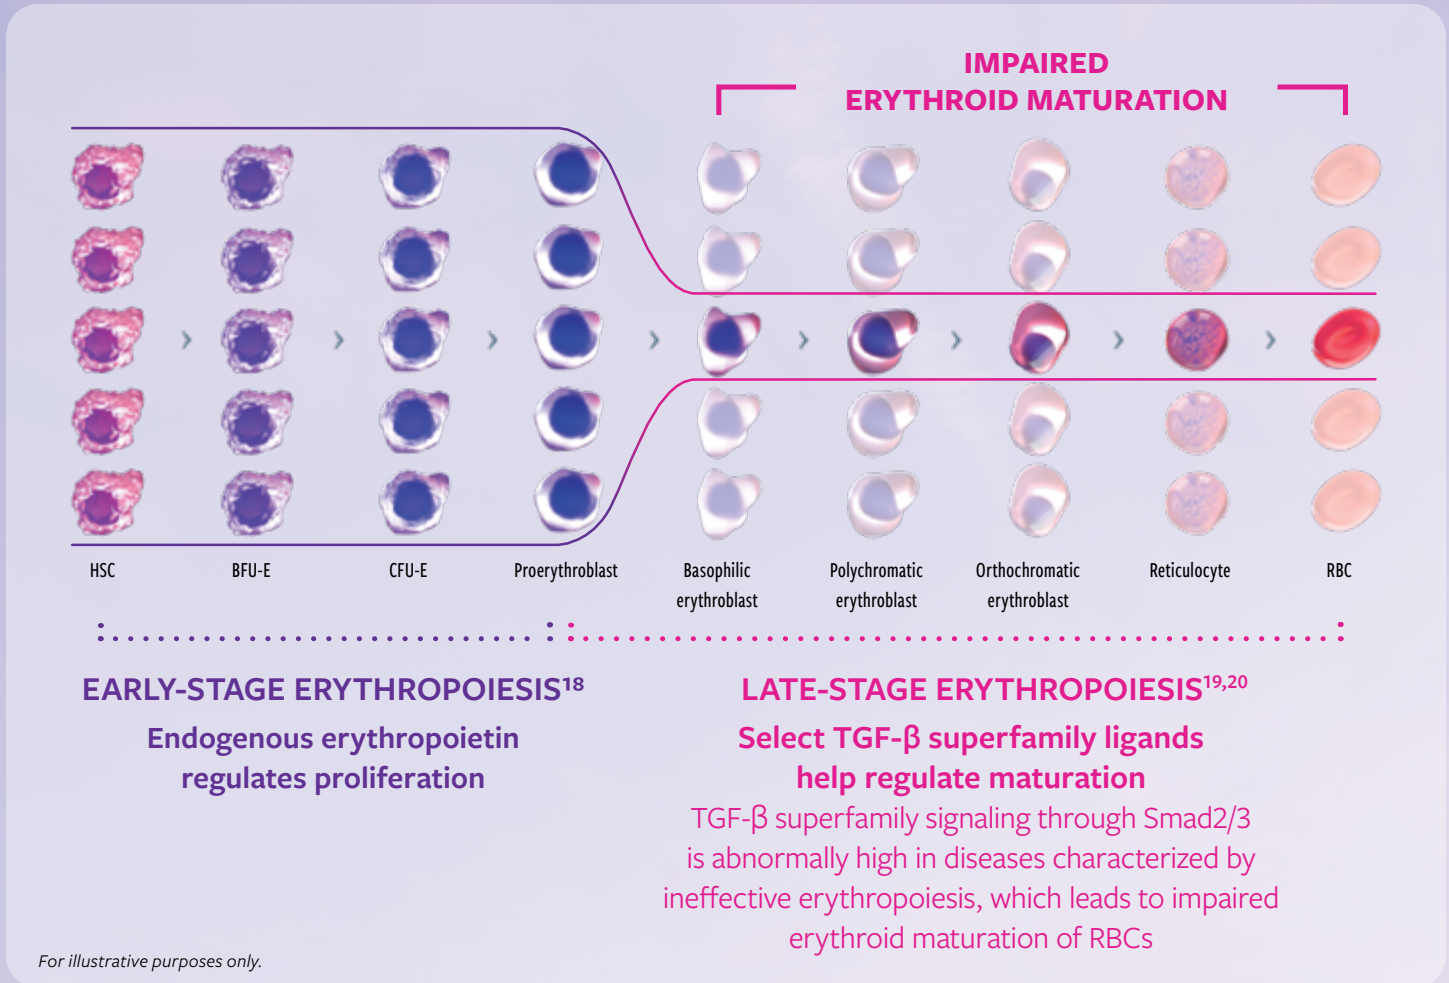 IMPAIRED
ERYTHROID MATURATION
HSC
BFU-E
CFU-E
Proerythroblast
Basophilic
erythroblast
Polychromatic
erythroblast
Orthochromatic
erythroblast
Reticulocyte
RBC
EARLY-STAGE ERYTHROPOIESIS¹⁸
Endogenous erythropoietin
regulates proliferation
LATE-STAGE ERYTHROPOIESIS¹⁹,²⁰
Select TGF-β superfamily ligands
help regulate maturation
TGF-β superfamily signaling through Smad2/3
is abnormally high in diseases characterized by
ineffective erythropoiesis, which leads to impaired
erythroid maturation of RBCs
For illustrative purposes only.